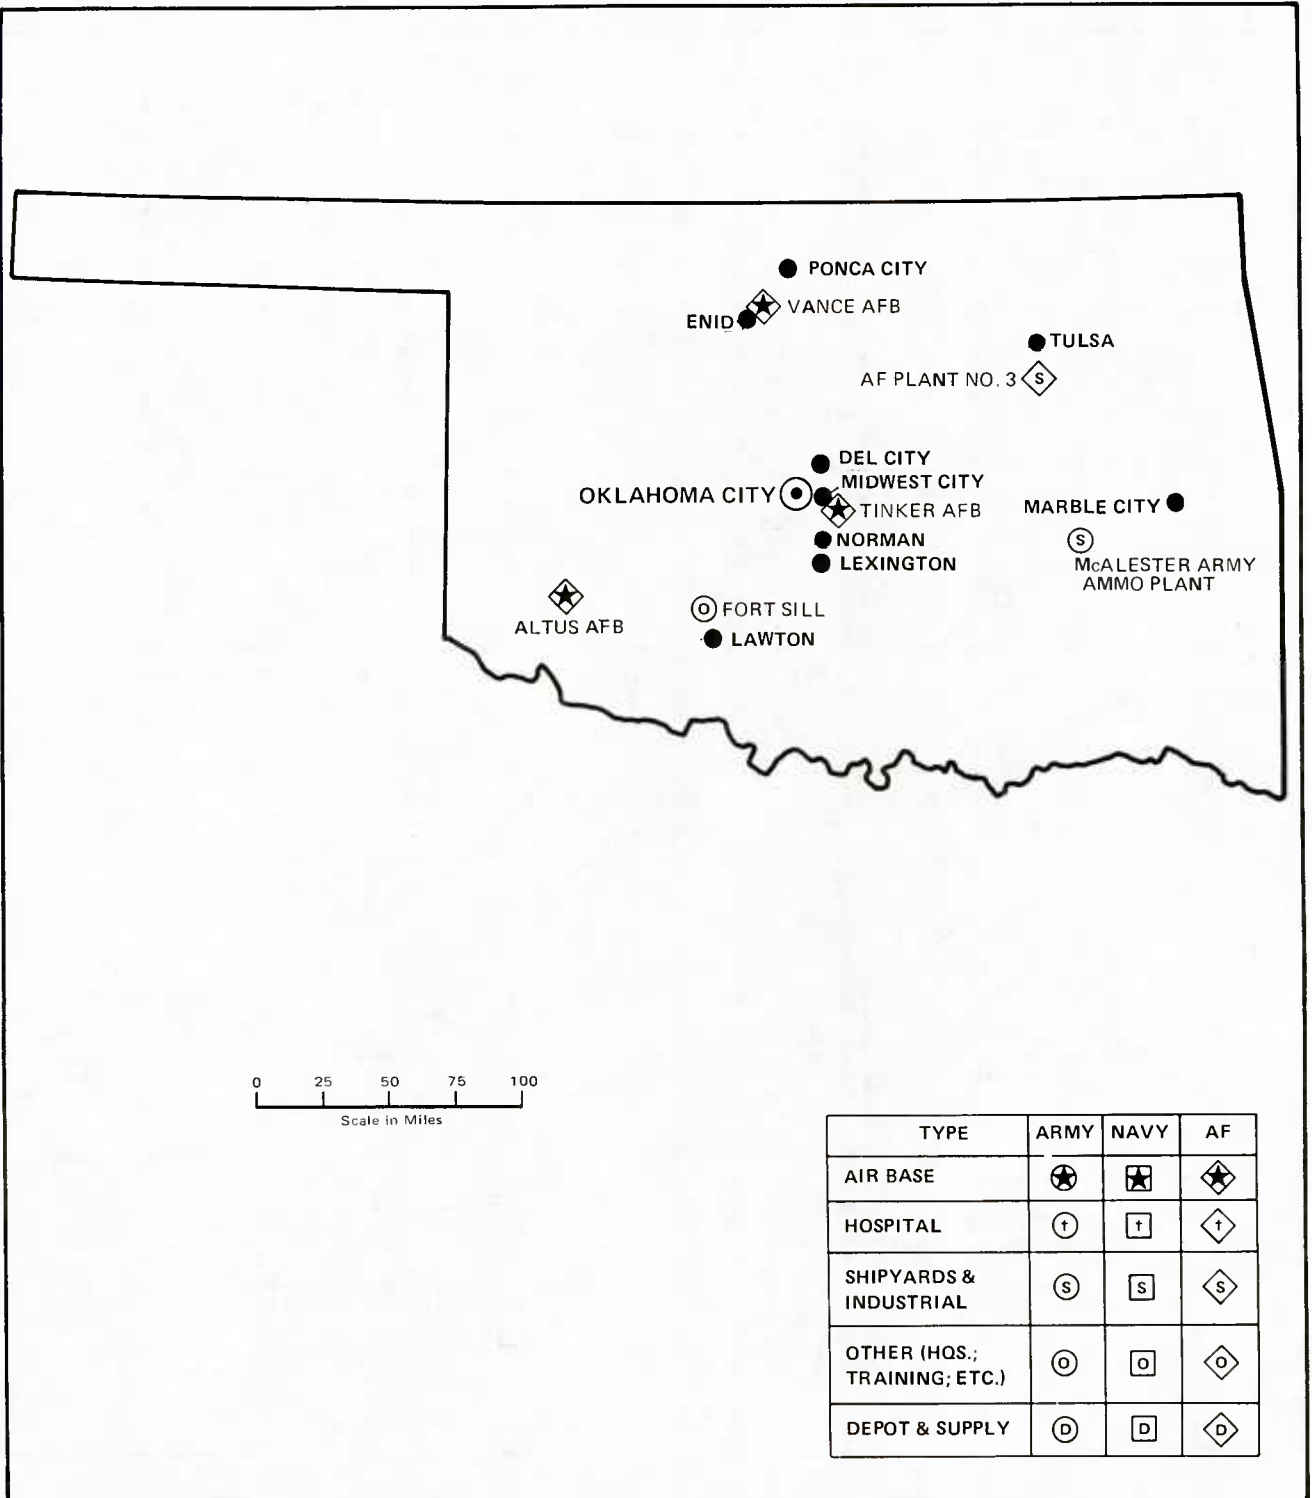 PONCA CITY
VANCE AFB
ENID
TULSA
AF PLANT NO. 3
S
DEL CITY
MIDWEST CITY
OKLAHOMA CITY
TINKER AFB
MARBLE CITY
NORMAN
S
LEXINGTON
McALESTER ARMY
AMMO PLANT
O FORT SILL
ALTUS AFB
LAWTON
0 25 50 75 100
Scale in Miles
TYPE ARMY NAVY AF
AIR BASE
HOSPITAL † † †
SHIPYARDS &
INDUSTRIAL S S S
OTHER (HQS.;
TRAINING; ETC.) O O O
DEPOT & SUPPLY D D D